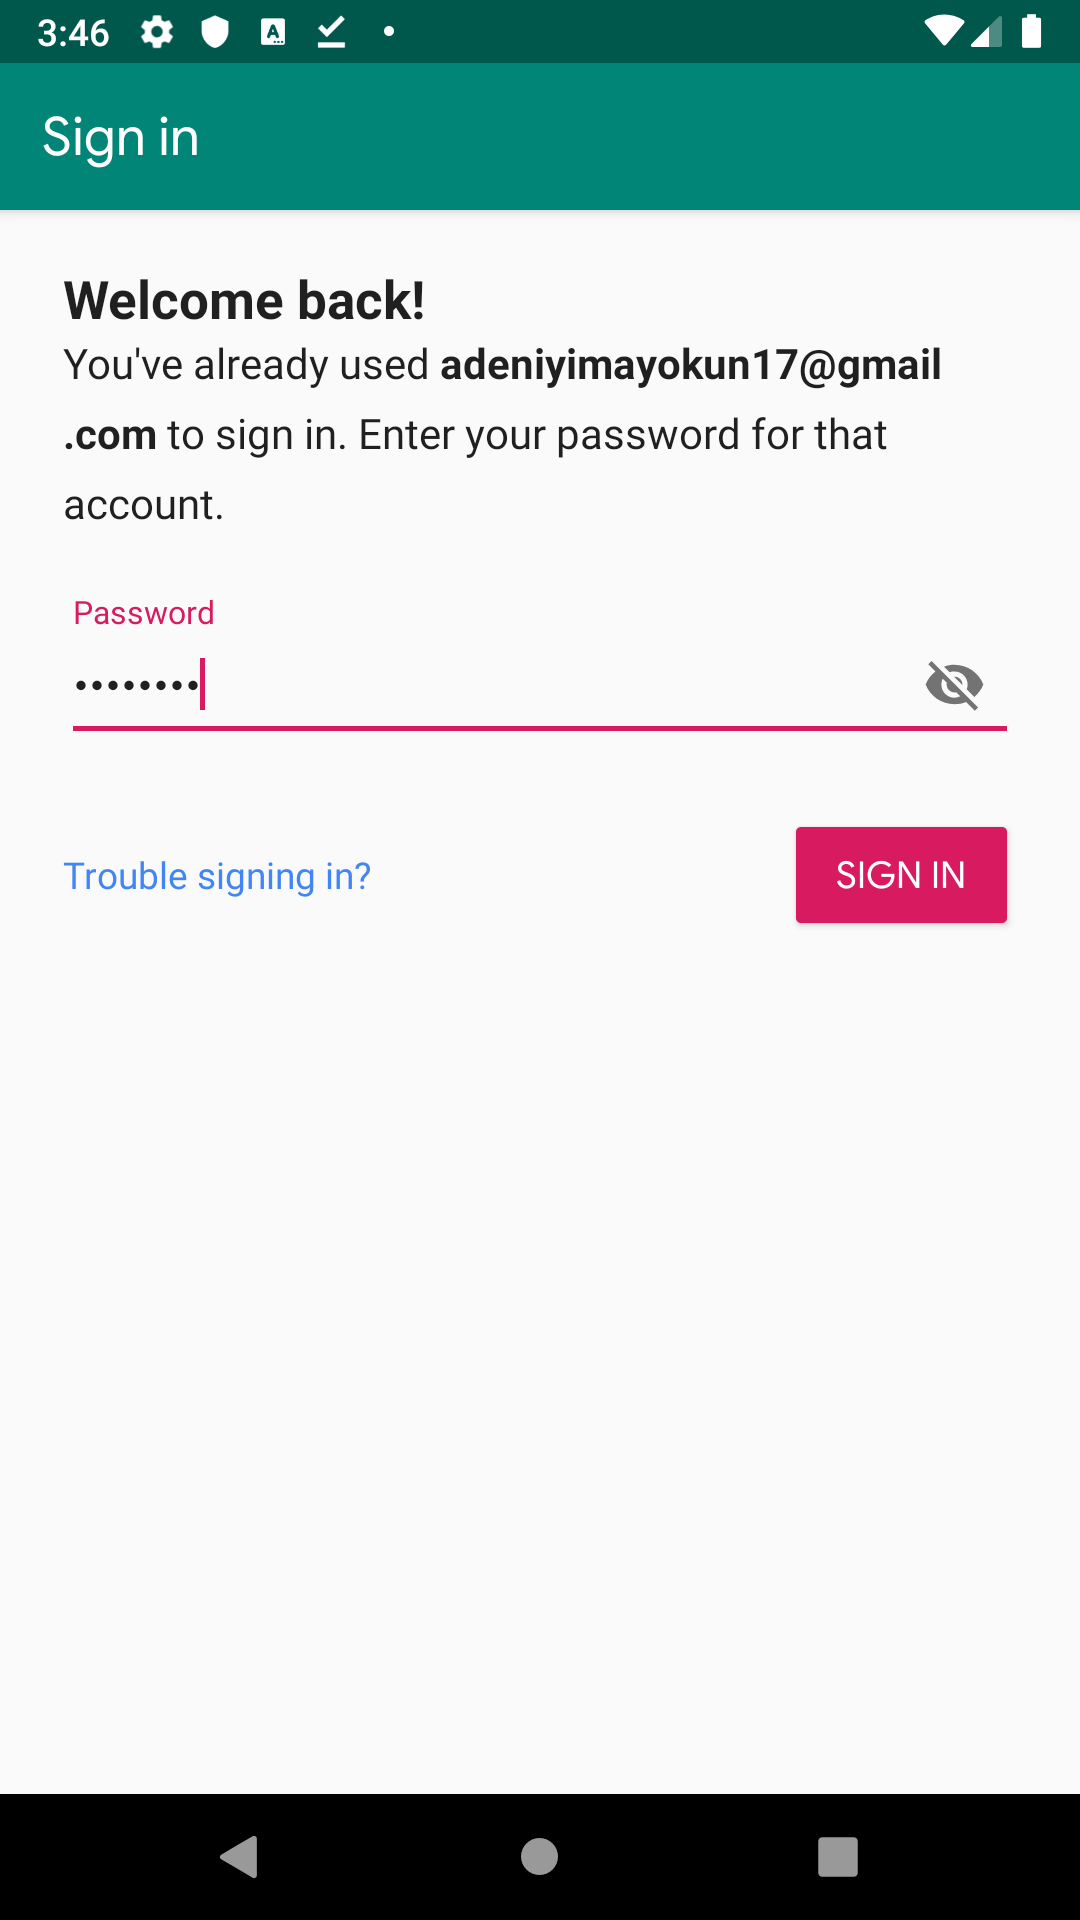 3:46
Sign in
Welcome back!
You've already used adeniyimayokun17@gmail
.com to sign in. Enter your password for that
account.
Password
••••••••
Trouble signing in?
SIGN IN